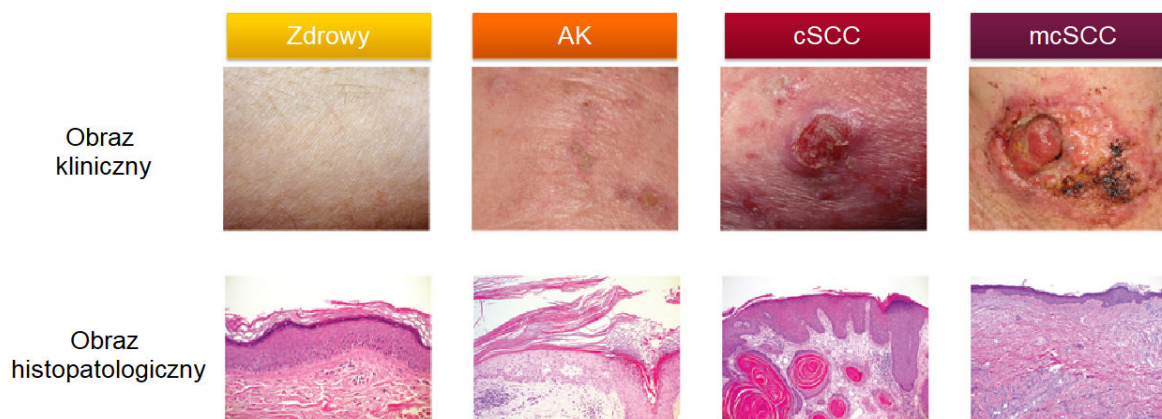 Zdrowy
AK
cSCC
mcSCC
Obraz
kliniczny
Obraz
histopatologiczny